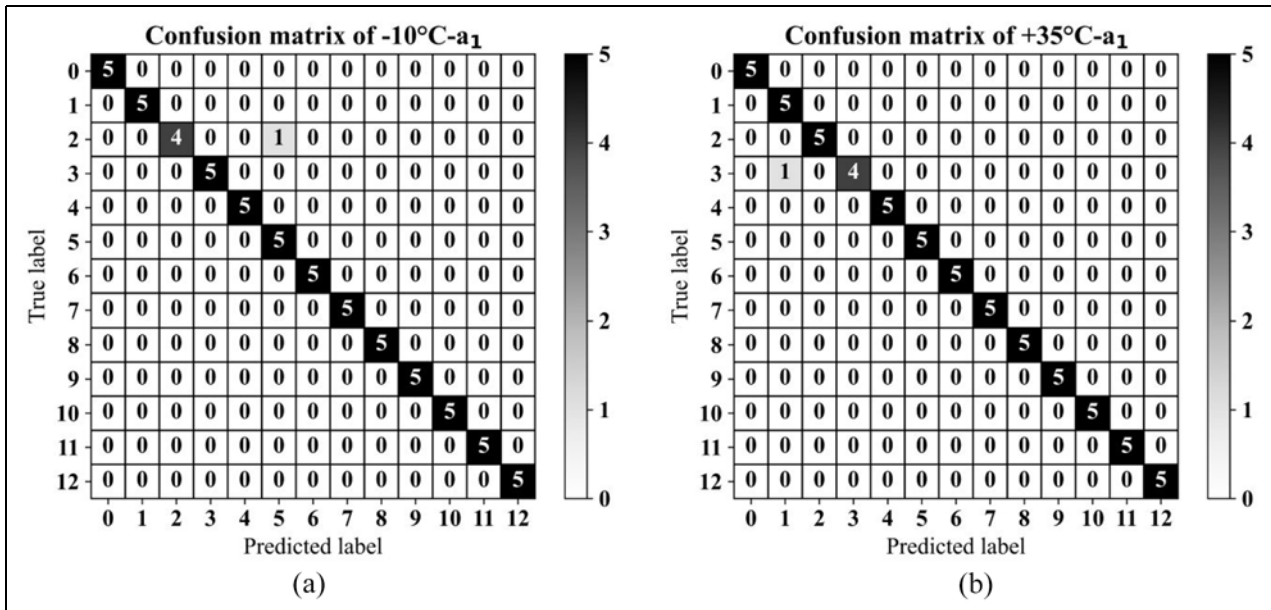 Confusion matrix of -10°C-a₁
0 5 0 0 0 0 0 0 0 0 0 0 0 0
1 0 5 0 0 0 0 0 0 0 0 0 0 0
2 0 0 4 0 0 1 0 0 0 0 0 0 0
3 0 0 0 5 0 0 0 0 0 0 0 0 0
4 0 0 0 0 5 0 0 0 0 0 0 0 0
5 0 0 0 0 0 5 0 0 0 0 0 0 0
6 0 0 0 0 0 0 5 0 0 0 0 0 0
7 0 0 0 0 0 0 0 5 0 0 0 0 0
8 0 0 0 0 0 0 0 0 5 0 0 0 0
9 0 0 0 0 0 0 0 0 0 5 0 0 0
10 0 0 0 0 0 0 0 0 0 0 5 0 0
11 0 0 0 0 0 0 0 0 0 0 0 5 0
12 0 0 0 0 0 0 0 0 0 0 0 0 5
0 1 2 3 4 5 6 7 8 9 10 11 12
True label
Predicted label
5
4
3
2
1
0
(a)
Confusion matrix of +35°C-a₁
0 5 0 0 0 0 0 0 0 0 0 0 0 0
1 0 5 0 0 0 0 0 0 0 0 0 0 0
2 0 0 5 0 0 0 0 0 0 0 0 0 0
3 0 1 0 4 0 0 0 0 0 0 0 0 0
4 0 0 0 0 5 0 0 0 0 0 0 0 0
5 0 0 0 0 0 5 0 0 0 0 0 0 0
6 0 0 0 0 0 0 5 0 0 0 0 0 0
7 0 0 0 0 0 0 0 5 0 0 0 0 0
8 0 0 0 0 0 0 0 0 5 0 0 0 0
9 0 0 0 0 0 0 0 0 0 5 0 0 0
10 0 0 0 0 0 0 0 0 0 0 5 0 0
11 0 0 0 0 0 0 0 0 0 0 0 5 0
12 0 0 0 0 0 0 0 0 0 0 0 0 5
0 1 2 3 4 5 6 7 8 9 10 11 12
True label
Predicted label
5
4
3
2
1
0
(b)